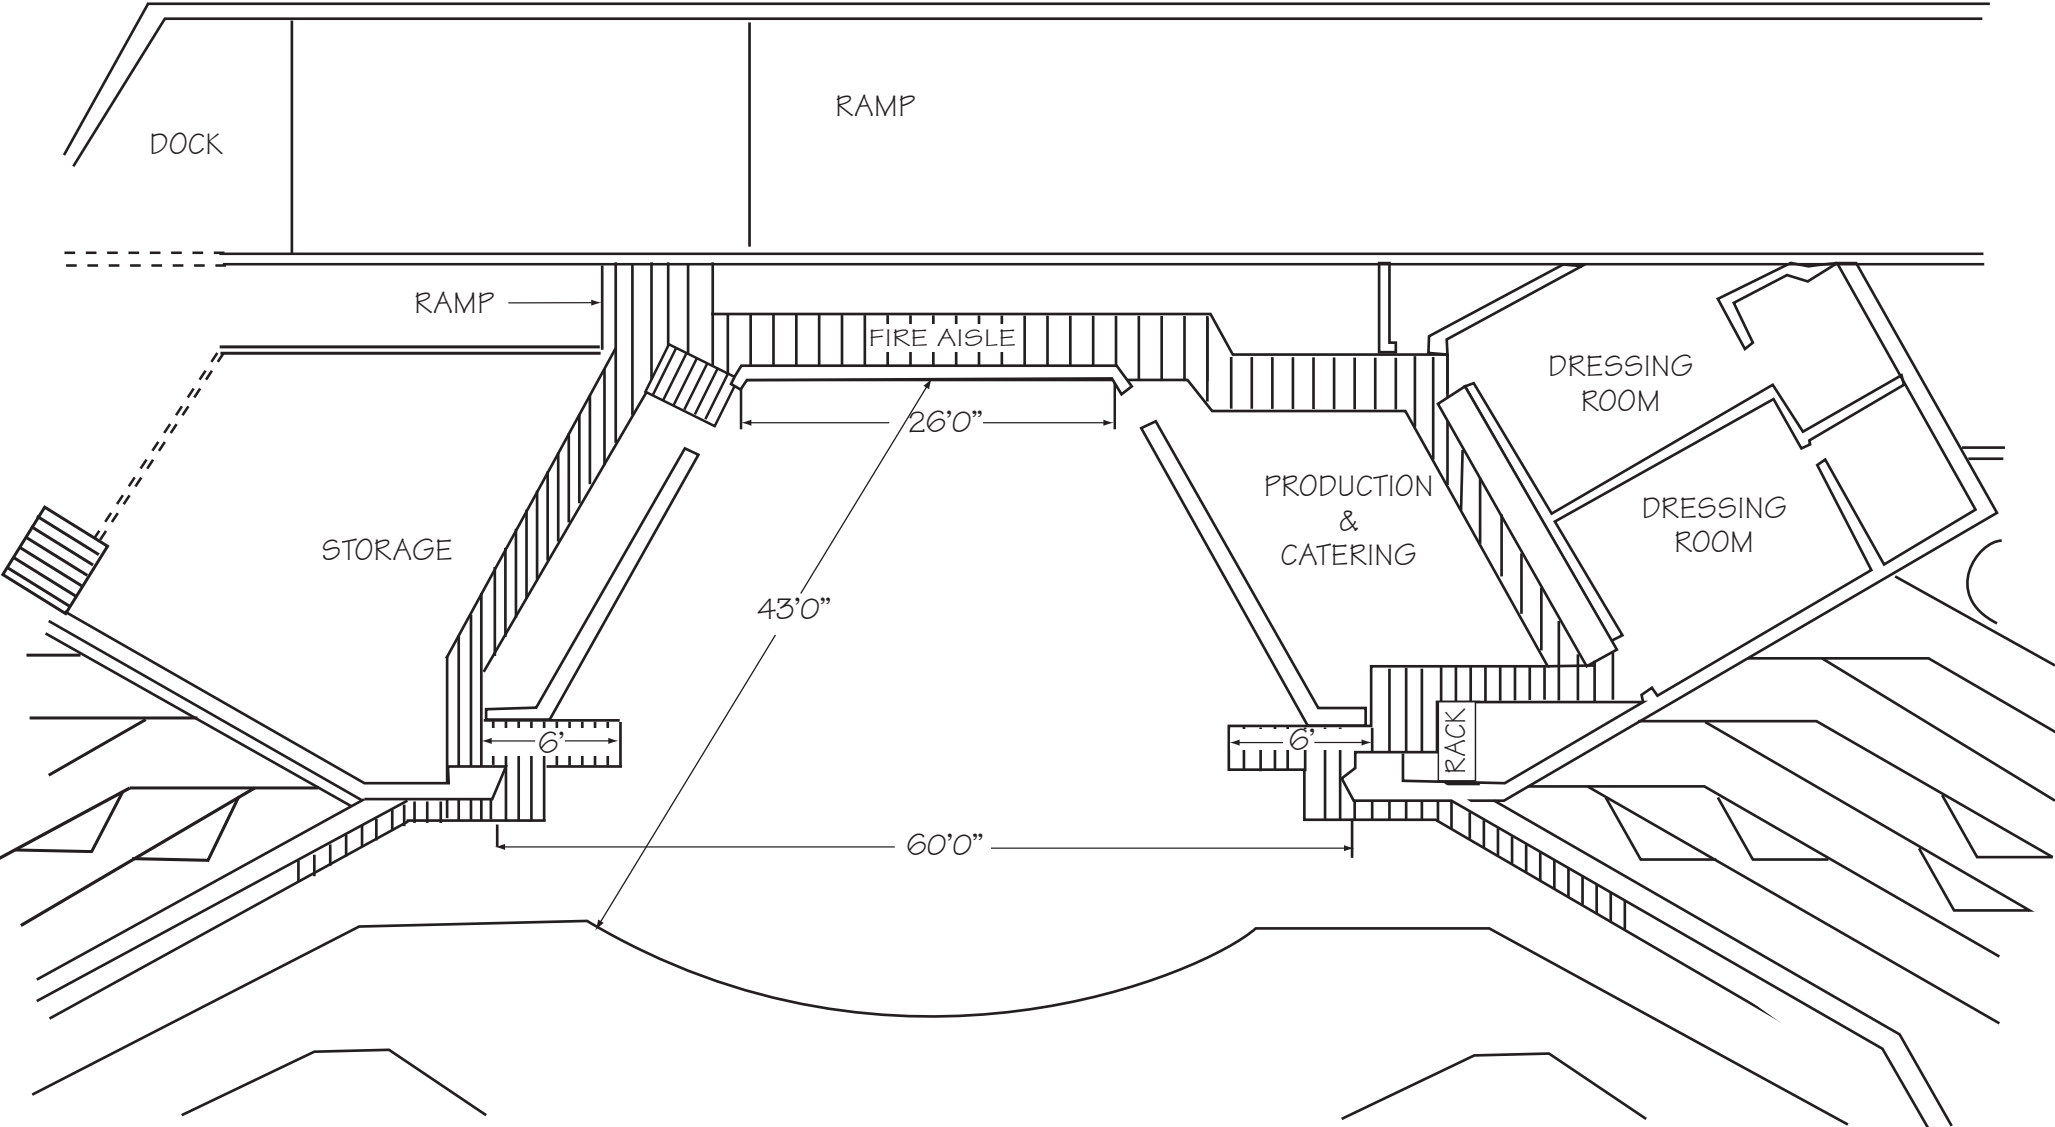 RAMP
DOCK
RAMP
FIRE AISLE
DRESSING
ROOM
26'0”
PRODUCTION
&
CATERING
DRESSING
ROOM
STORAGE
43'0”
6'
6'
RACK
60'0”